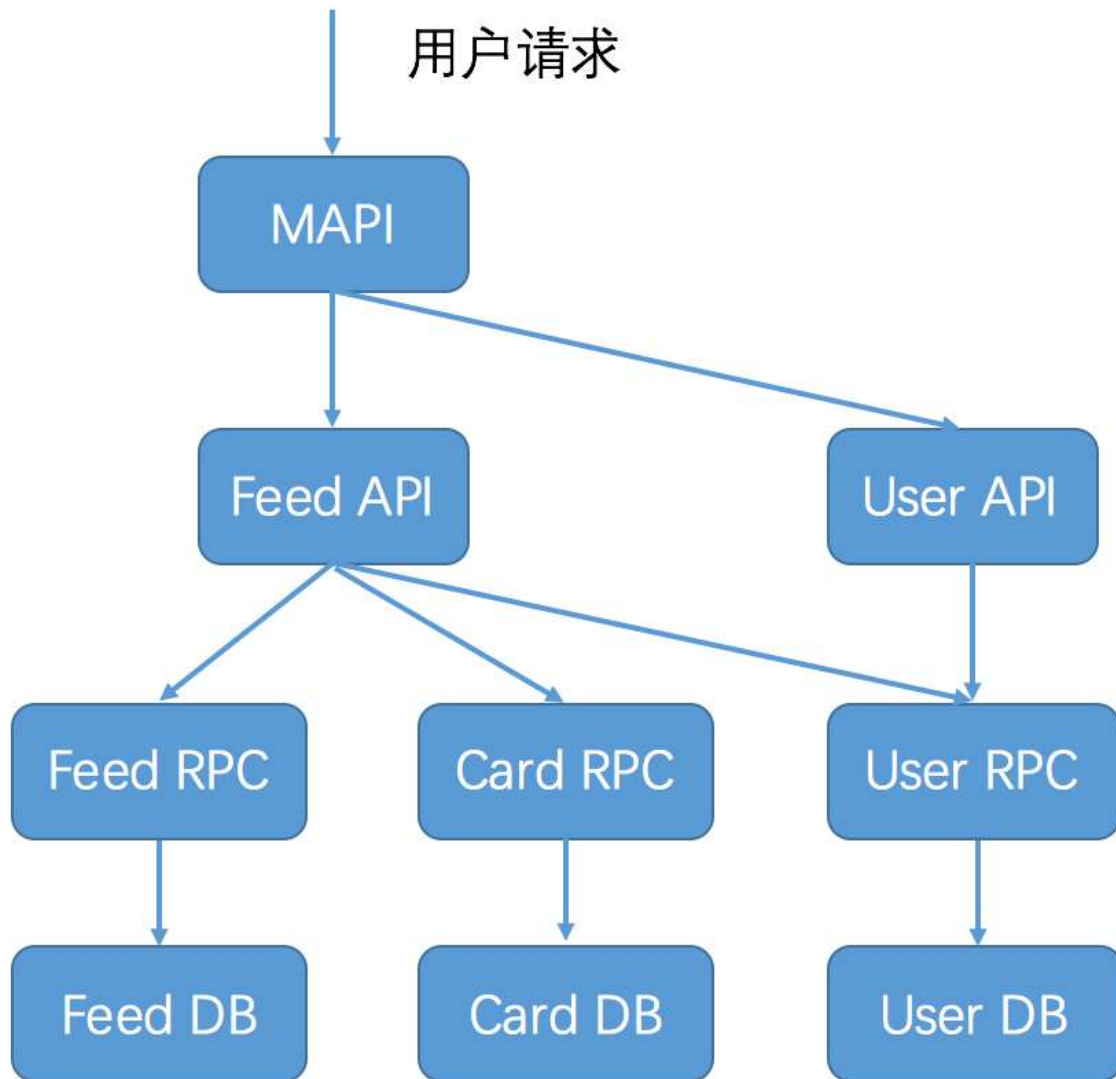 用户请求
MAPI
Feed API
User API
Feed RPC
Card RPC
User RPC
Feed DB
Card DB
User DB